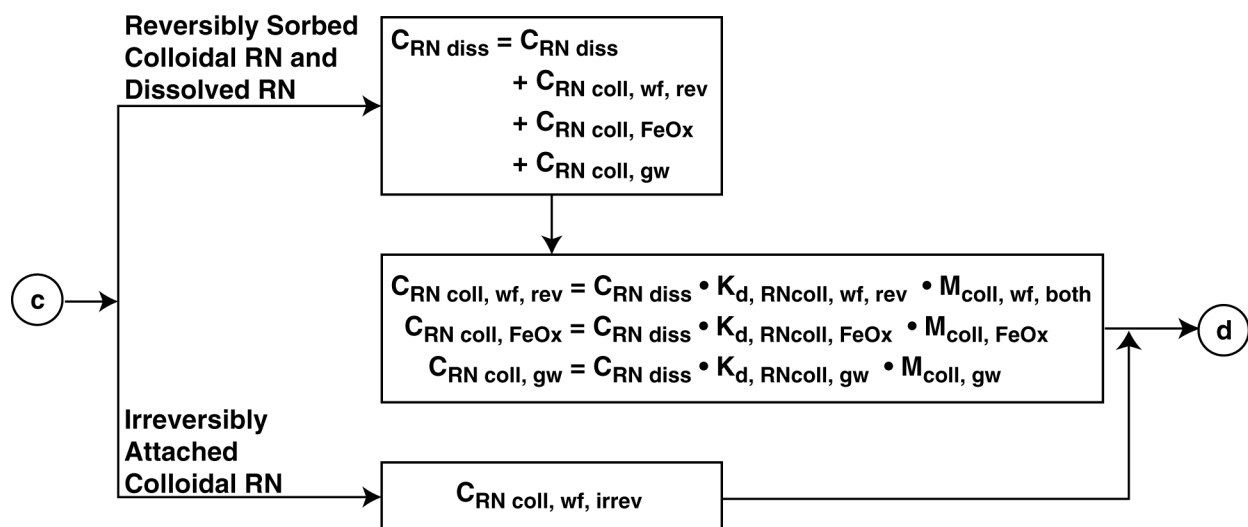 Reversibly Sorbed
Colloidal RN and
Dissolved RN
C_RN diss = C_RN diss
+ C_RN coll, wf, rev
+ C_RN coll, FeOx
+ C_RN coll, gw
c
C_RN coll, wf, rev = C_RN diss • K_d, RNcoll, wf, rev • M_coll, wf, both
C_RN coll, FeOx = C_RN diss • K_d, RNcoll, FeOx • M_coll, FeOx
C_RN coll, gw = C_RN diss • K_d, RNcoll, gw • M_coll, gw
d
Irreversibly
Attached
Colloidal RN
C_RN coll, wf, irrev